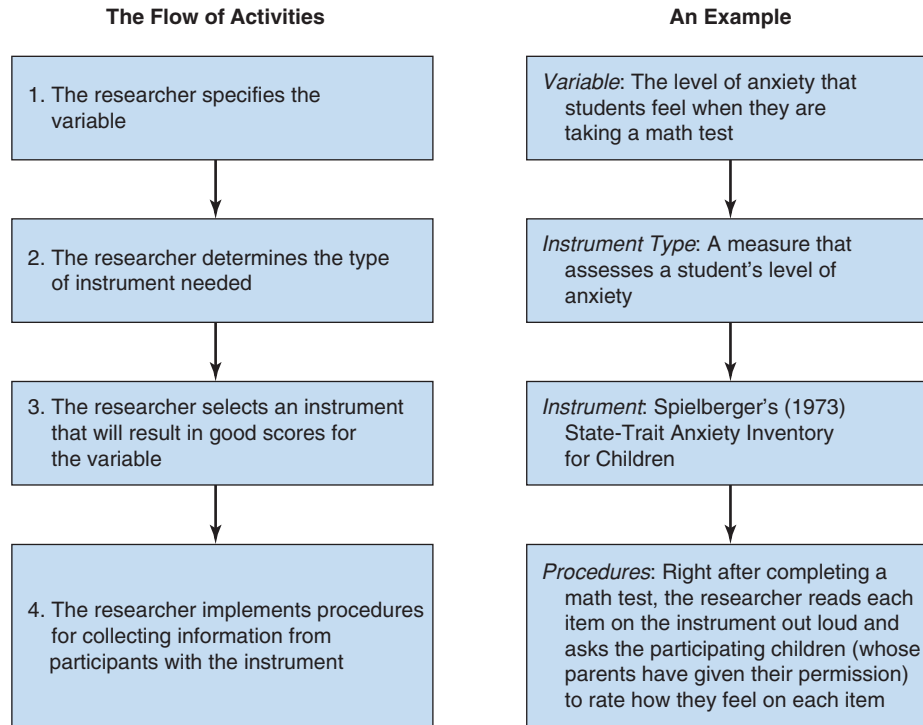 The Flow of Activities
1. The researcher specifies the
variable
2. The researcher determines the type
of instrument needed
3. The researcher selects an instrument
that will result in good scores for
the variable
4. The researcher implements procedures
for collecting information from
participants with the instrument
An Example
Variable: The level of anxiety that
students feel when they are
taking a math test
Instrument Type: A measure that
assesses a student's level of
anxiety
Instrument: Spielberger's (1973)
State-Trait Anxiety Inventory
for Children
Procedures: Right after completing a
math test, the researcher reads each
item on the instrument out loud and
asks the participating children (whose
parents have given their permission)
to rate how they feel on each item